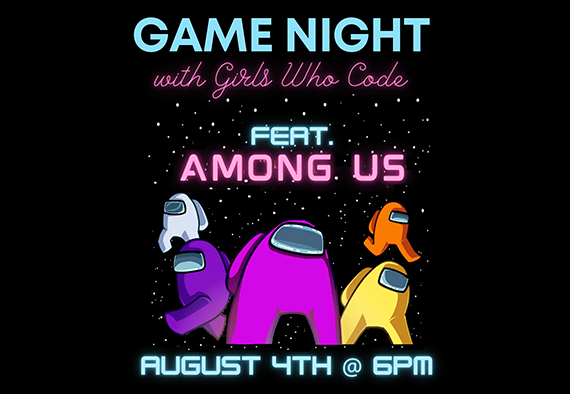 GAME NIGHT
with Girls Who Code
FEAT.
AMONG US
AUGUST 4TH @ 6PM